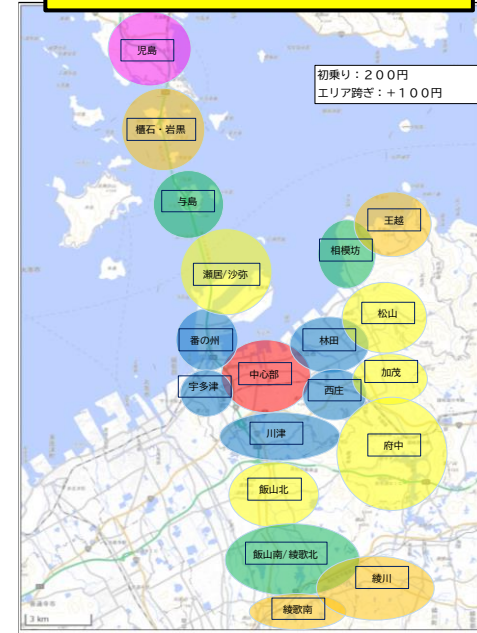 児島
初乗り：２００円
エリア跨ぎ：＋１００円
櫃石・岩黒
与島
王越
相模坊
瀬居/沙弥
松山
番の州
林田
中心部
加茂
宇多津
西庄
川津
府中
飯山北
飯山南/綾歌北
綾川
綾歌南
3 km